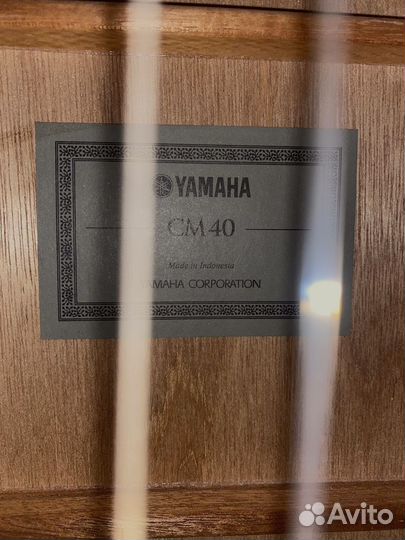 YAMAHA
CM40
Made in Indonesia
YAMAHA CORPORATION
Avito